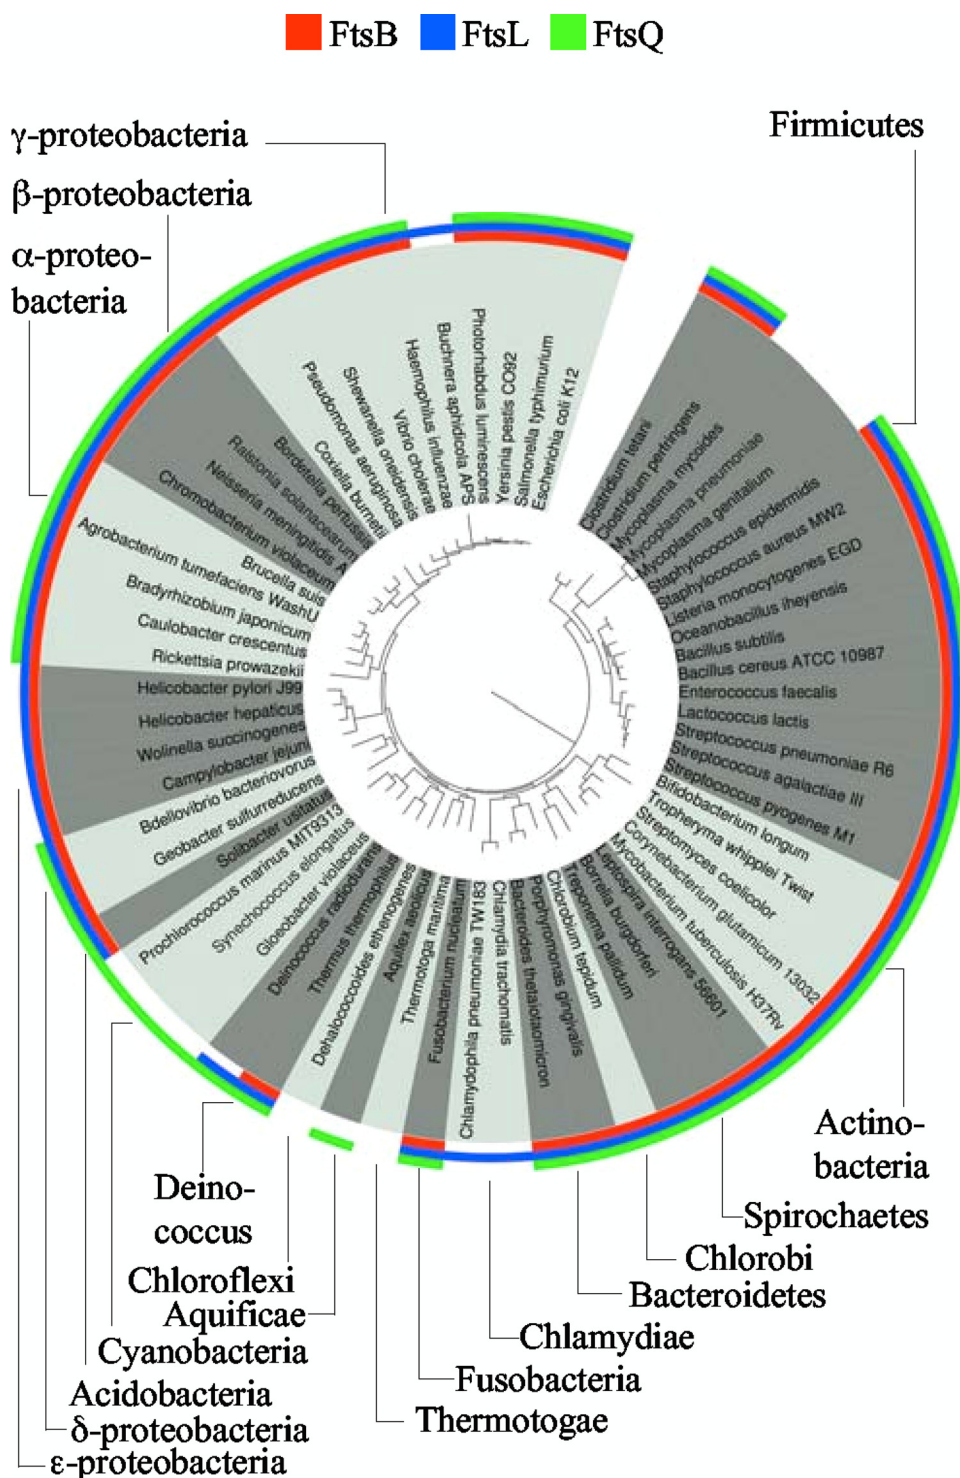 FtsB FtsL FtsQ
γ-proteobacteria
β-proteobacteria
α-proteo-
bacteria
Firmicutes
Clostridium tetani
Clostridium perfringens
Mycoplasma mycoides
Mycoplasma pneumoniae
Mycoplasma genitalium
Staphylococcus epidermidis
Staphylococcus aureus MW2
Listeria monocytogenes EGD
Oceanobacillus iheyensis
Bacillus subtilis
Bacillus cereus ATCC 10987
Enterococcus faecalis
Lactococcus lactis
Streptococcus pneumoniae R6
Streptococcus agalactiae III
Streptococcus pyogenes M1
Bifidobacterium longum
Tropheryma whipplei Twist
Streptomyces coelicolor
Corynebacterium glutamicum 13032
Mycobacterium tuberculosis H37Rv
Leptospira interrogans 56601
Borrelia burgdorferi
Treponema pallidum
Chlorobium tepidum
Porphyromonas gingivalis
Bacteroides thetaiotaomicron
Chlamydia trachomatis
Chlamydophila pneumoniae TW183
Fusobacterium nucleatum
Thermotoga maritima
Aquifex aeolicus
Dehalococcoides ethenogenes
Thermus thermophilus
Deinococcus radiodurans
Gloeobacter violaceus
Synechococcus elongatus
Prochlorococcus marinus MIT9313
Solibacter usitatus
Geobacter sulfurreducens
Bdellovibrio bacteriovorus
Campylobacter jejuni
Wolinella succinogenes
Helicobacter hepaticus
Helicobacter pylori J99
Rickettsia prowazekii
Caulobacter crescentus
Bradyrhizobium japonicum
Agrobacterium tumefaciens WashU
Brucella suis
Chromobacterium violaceum
Neisseria meningitidis A
Ralstonia solanacearum
Bordetella pertussis
Coxiella burnetii
Pseudomonas aeruginosa
Shewanella oneidensis
Vibrio cholerae
Haemophilus influenzae
Buchnera aphidicola APS
Photorhabdus luminescens
Yersinia pestis CO92
Salmonella typhimurium
Escherichia coli K12
Actino-
bacteria
Spirochaetes
Chlorobi
Bacteroidetes
Chlamydiae
Fusobacteria
Thermotogae
Deino-
coccus
Chloroflexi
Aquificae
Cyanobacteria
Acidobacteria
δ-proteobacteria
ε-proteobacteria